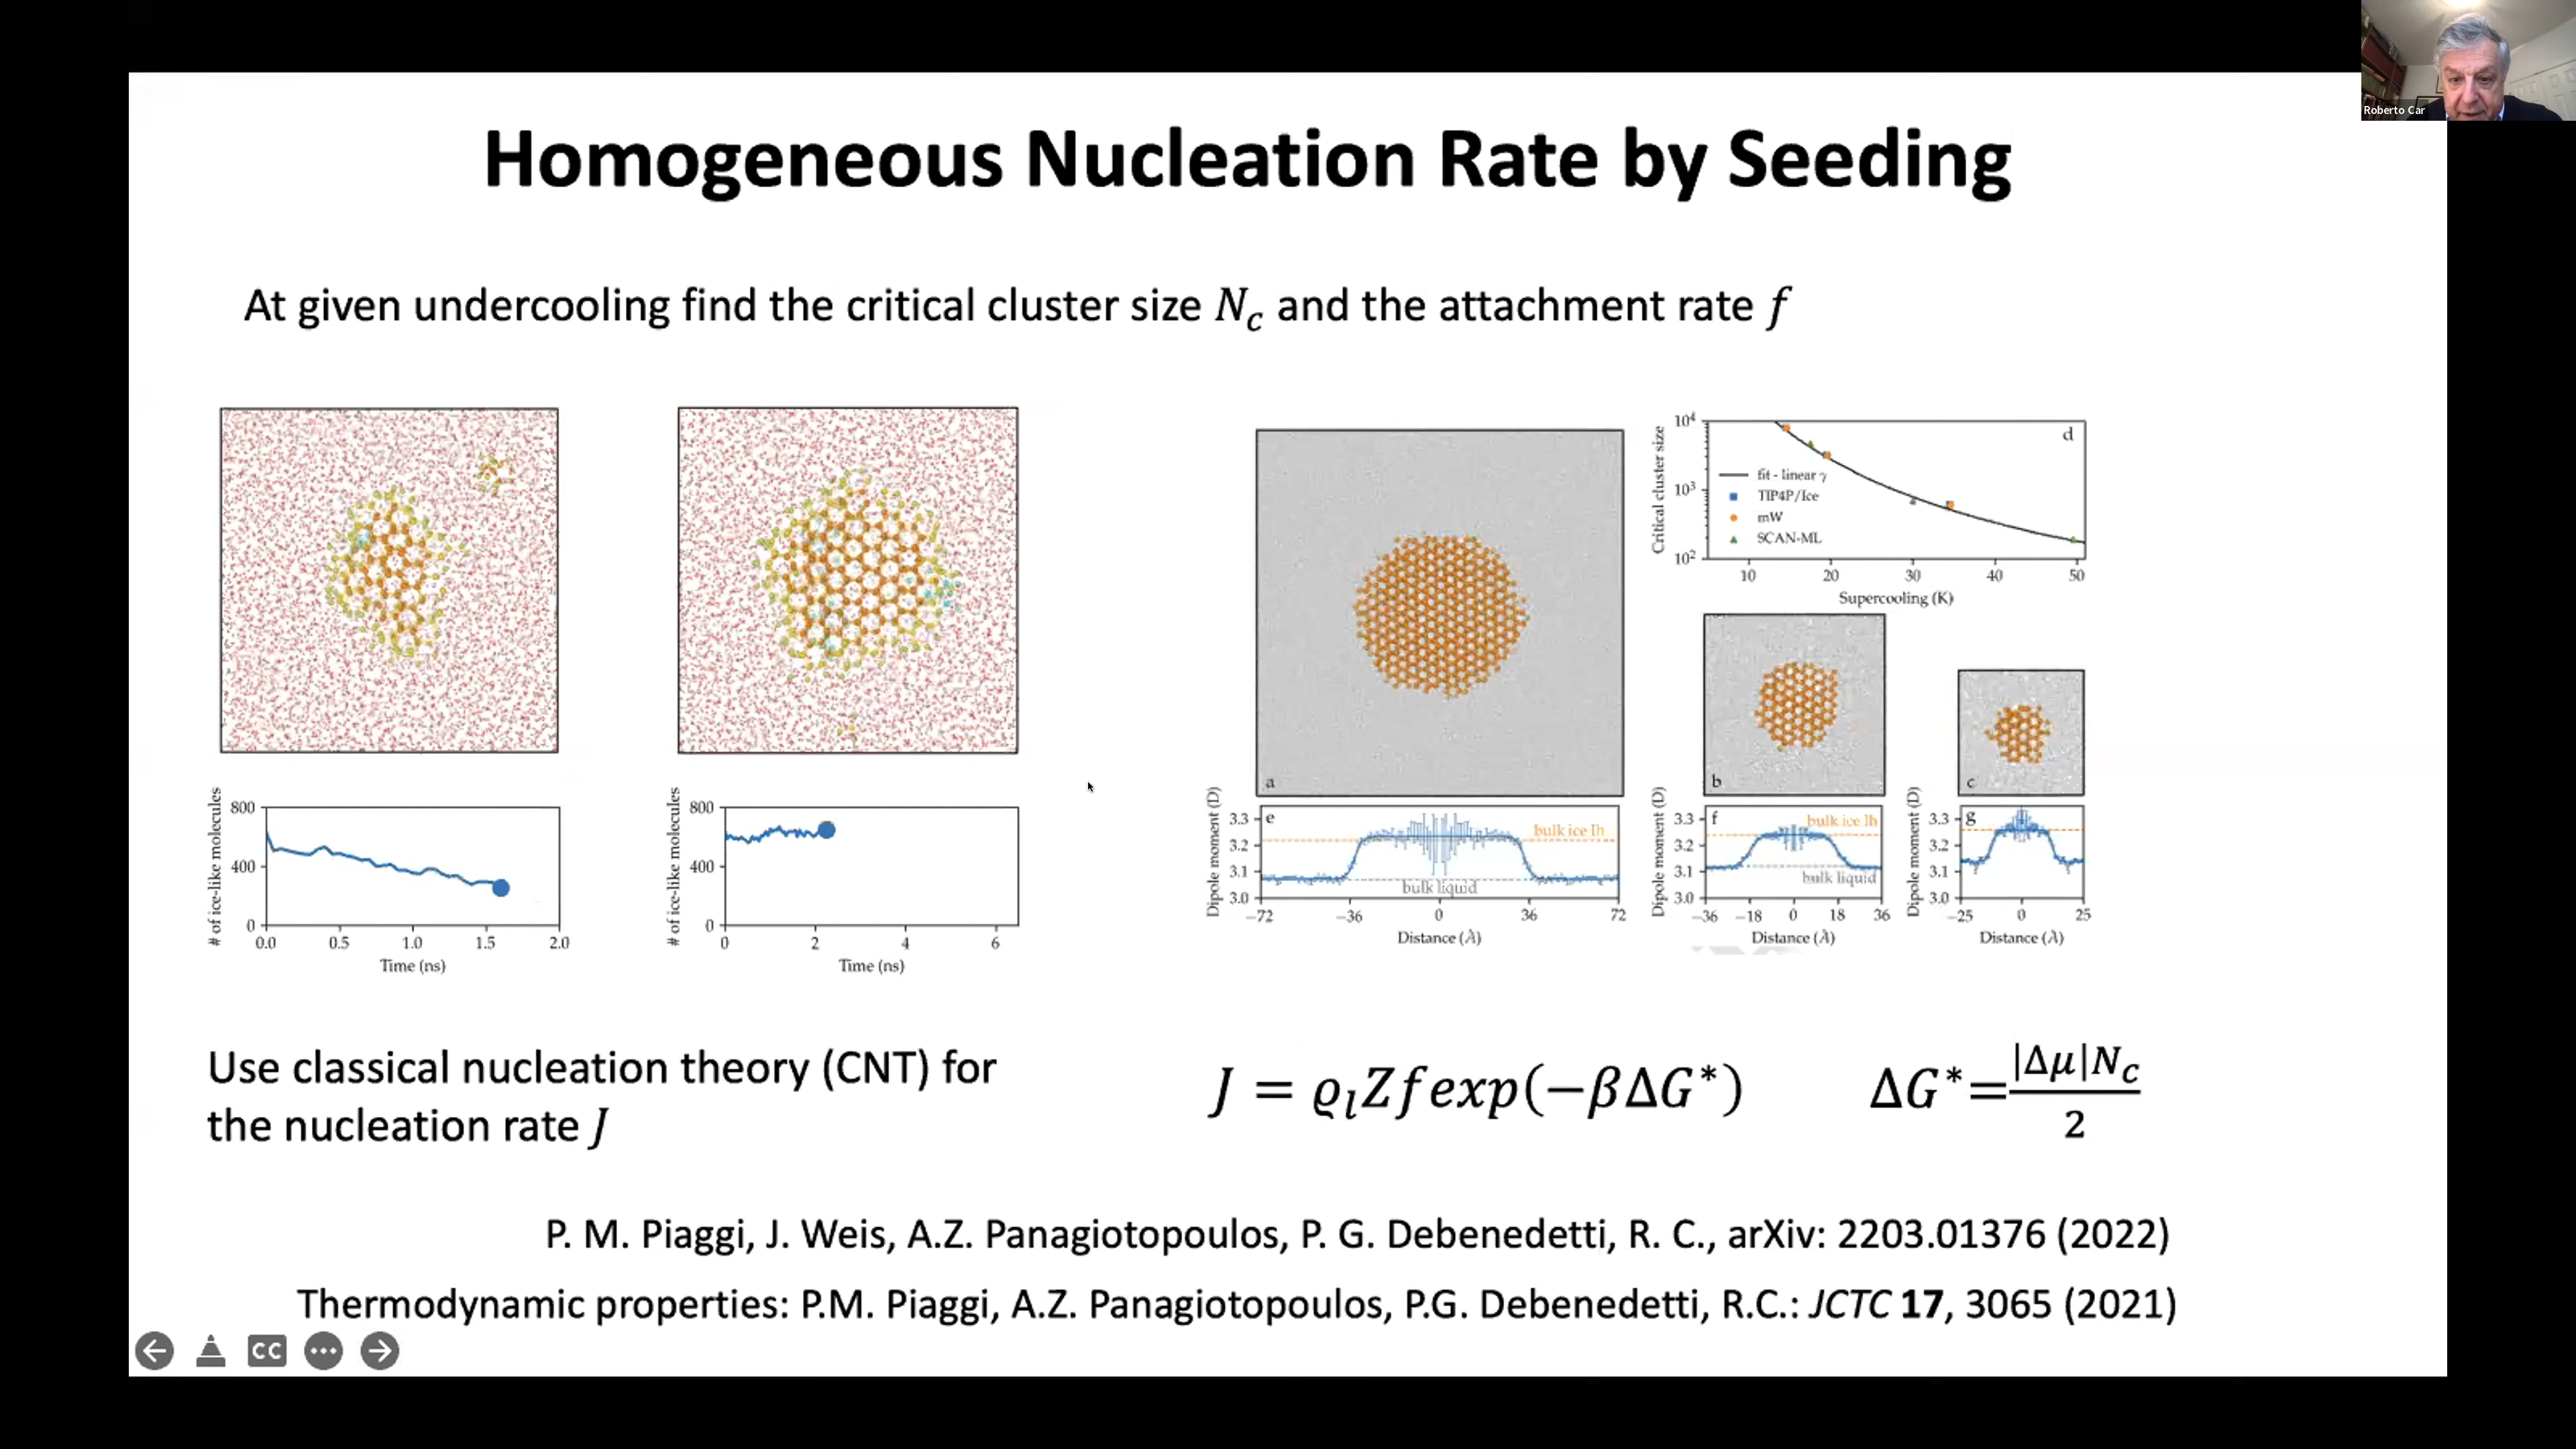 Roberto Car
Homogeneous Nucleation Rate by Seeding
At given undercooling find the critical cluster size N_c and the attachment rate f
# of ice-like molecules
800
400
0
0.0 0.5 1.0 1.5 2.0
Time (ns)
# of ice-like molecules
800
400
0
0 2 4 6
Time (ns)
a
Critical cluster size
10⁴
10³
10²
d
fit - linear γ
TIP4P/Ice
mW
SCAN-ML
10 20 30 40 50
Supercooling (K)
b
c
Dipole moment (D)
3.3
3.2
3.1
3.0
e
bulk ice Ih
bulk liquid
−72 −36 0 36 72
Distance (Å)
Dipole moment (D)
3.3
3.2
3.1
3.0
f
bulk ice Ih
bulk liquid
−36 −18 0 18 36
Distance (Å)
Dipole moment (D)
3.3
3.2
3.1
3.0
g
−25 0 25
Distance (Å)
Use classical nucleation theory (CNT) for
the nucleation rate J
J = ϱ_l Z f exp(−βΔG*)
ΔG*= |Δμ|N_c / 2
P. M. Piaggi, J. Weis, A.Z. Panagiotopoulos, P. G. Debenedetti, R. C., arXiv: 2203.01376 (2022)
Thermodynamic properties: P.M. Piaggi, A.Z. Panagiotopoulos, P.G. Debenedetti, R.C.: JCTC 17, 3065 (2021)
CC